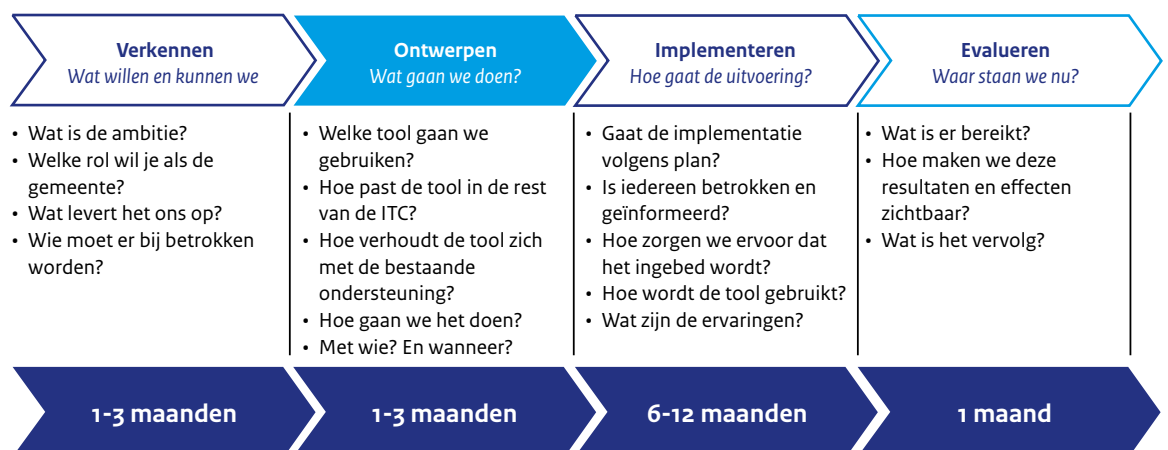 Verkennen
Wat willen en kunnen we
Ontwerpen
Wat gaan we doen?
Implementeren
Hoe gaat de uitvoering?
Evalueren
Waar staan we nu?
• Wat is de ambitie?
• Welke rol wil je als de
gemeente?
• Wat levert het ons op?
• Wie moet er bij betrokken
worden?
• Welke tool gaan we
gebruiken?
• Hoe past de tool in de rest
van de ITC?
• Hoe verhoudt de tool zich
met de bestaande
ondersteuning?
• Hoe gaan we het doen?
• Met wie? En wanneer?
• Gaat de implementatie
volgens plan?
• Is iedereen betrokken en
geïnformeerd?
• Hoe zorgen we ervoor dat
het ingebed wordt?
• Hoe wordt de tool gebruikt?
• Wat zijn de ervaringen?
• Wat is er bereikt?
• Hoe maken we deze
resultaten en effecten
zichtbaar?
• Wat is het vervolg?
1-3 maanden
1-3 maanden
6-12 maanden
1 maand